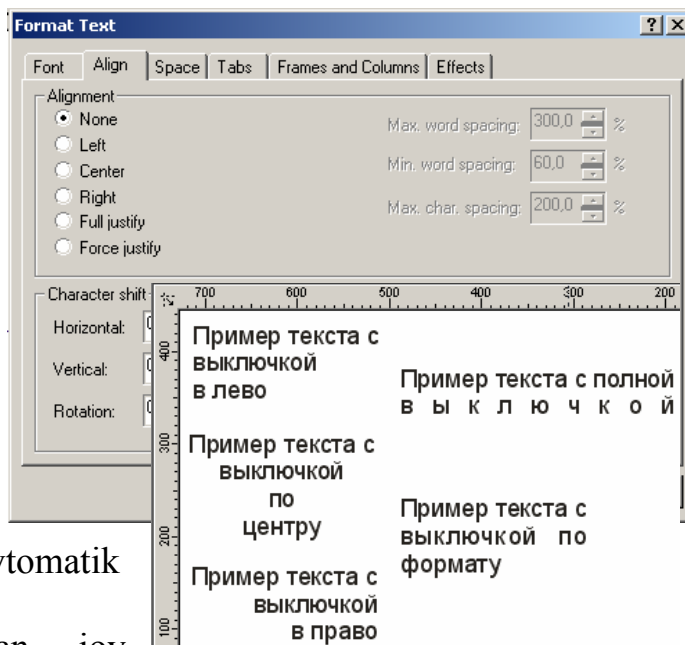 Format Text
Font Align Space Tabs Frames and Columns Effects
Alignment
None
Left
Center
Right
Full justify
Force justify
Max. word spacing: 300,0 %
Min. word spacing: 60,0 %
Max. char. spacing: 200,0 %
Character shift
Horizontal:
Vertical:
Rotation:
700 600 500 400 300 200
400
300
200
100
Пример текста с
выключкой
в лево
Пример текста с
выключкой
по
центру
Пример текста с
выключкой
в право
Пример текста с полной
в ы к л ю ч к о й
Пример текста с
выключкой по
формату